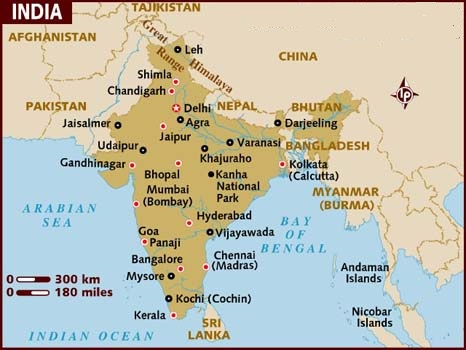 INDIA
TAJIKISTAN
AFGHANISTAN
Leh
Great
Himalaya
Range
CHINA
Shimla
Chandigarh
PAKISTAN
Delhi
NEPAL
BHUTAN
Jaisalmer
Agra
Jaipur
Darjeeling
Udaipur
Varanasi
Khajuraho
BANGLADESH
Gandhinagar
Bhopal
Kanha
National
Park
Kolkata
(Calcutta)
Mumbai
(Bombay)
MYANMAR
(BURMA)
ARABIAN
SEA
Hyderabad
BAY
OF
BENGAL
Goa
Panaji
Vijayawada
Bangalore
Chennai
(Madras)
Mysore
Andaman
Islands
0 300 km
0 180 miles
Kochi (Cochin)
Kerala
SRI
LANKA
Nicobar
Islands
INDIAN OCEAN
LP